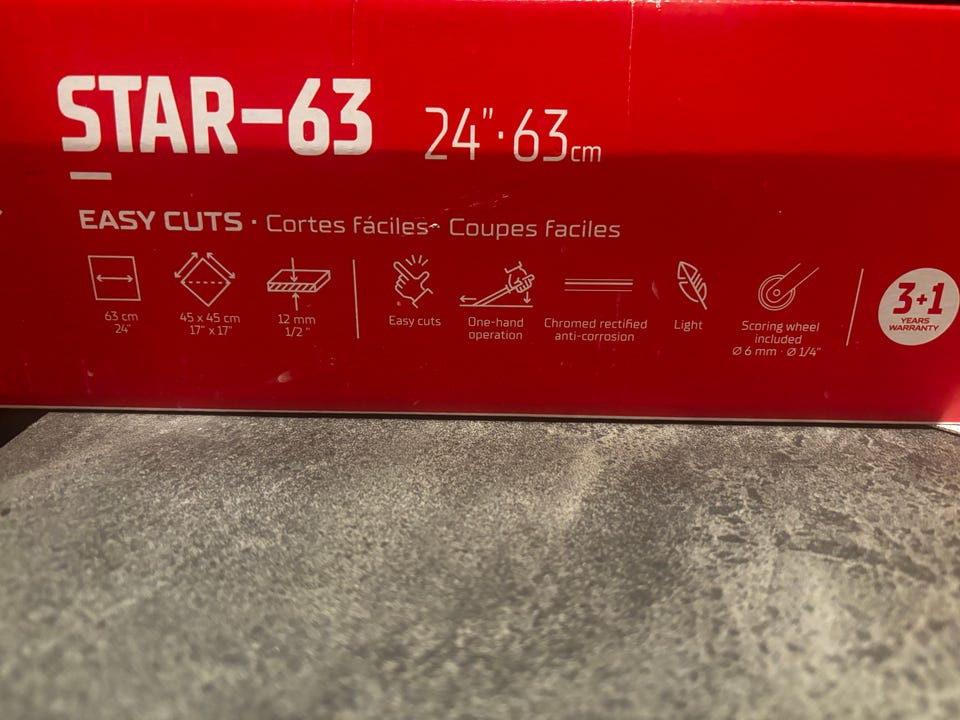 STAR-63
24"·63cm
EASY CUTS · Cortes fáciles· Coupes faciles
63 cm
24"
45 x 45 cm
17" x 17"
12 mm
1/2 "
Easy cuts
One-hand
operation
Chromed rectified
anti-corrosion
Light
Scoring wheel
included
Ø 6 mm · Ø 1/4"
3+1
YEARS
WARRANTY